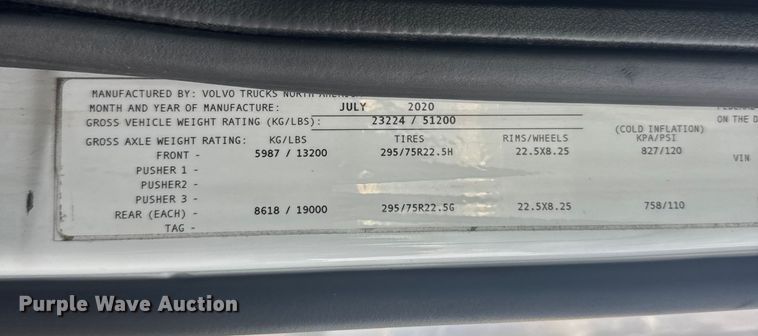 MANUFACTURED BY: VOLVO TRUCKS NORTH
MONTH AND YEAR OF MANUFACTURE: JULY 2020
GROSS VEHICLE WEIGHT RATING (KG/LBS): 23224 / 51200 ON THE
GROSS AXLE WEIGHT RATING: KG/LBS TIRES RIMS/WHEELS (COLD INFLATION) KPA/PSI
FRONT - 5987 / 13200 295/75R22.5H 22.5X8.25 827/120 VIN
PUSHER 1 -
PUSHER2 -
PUSHER 3 -
REAR (EACH) - 8618 / 19000 295/75R22.5G 22.5X8.25 758/110
TAG -
Purple Wave Auction